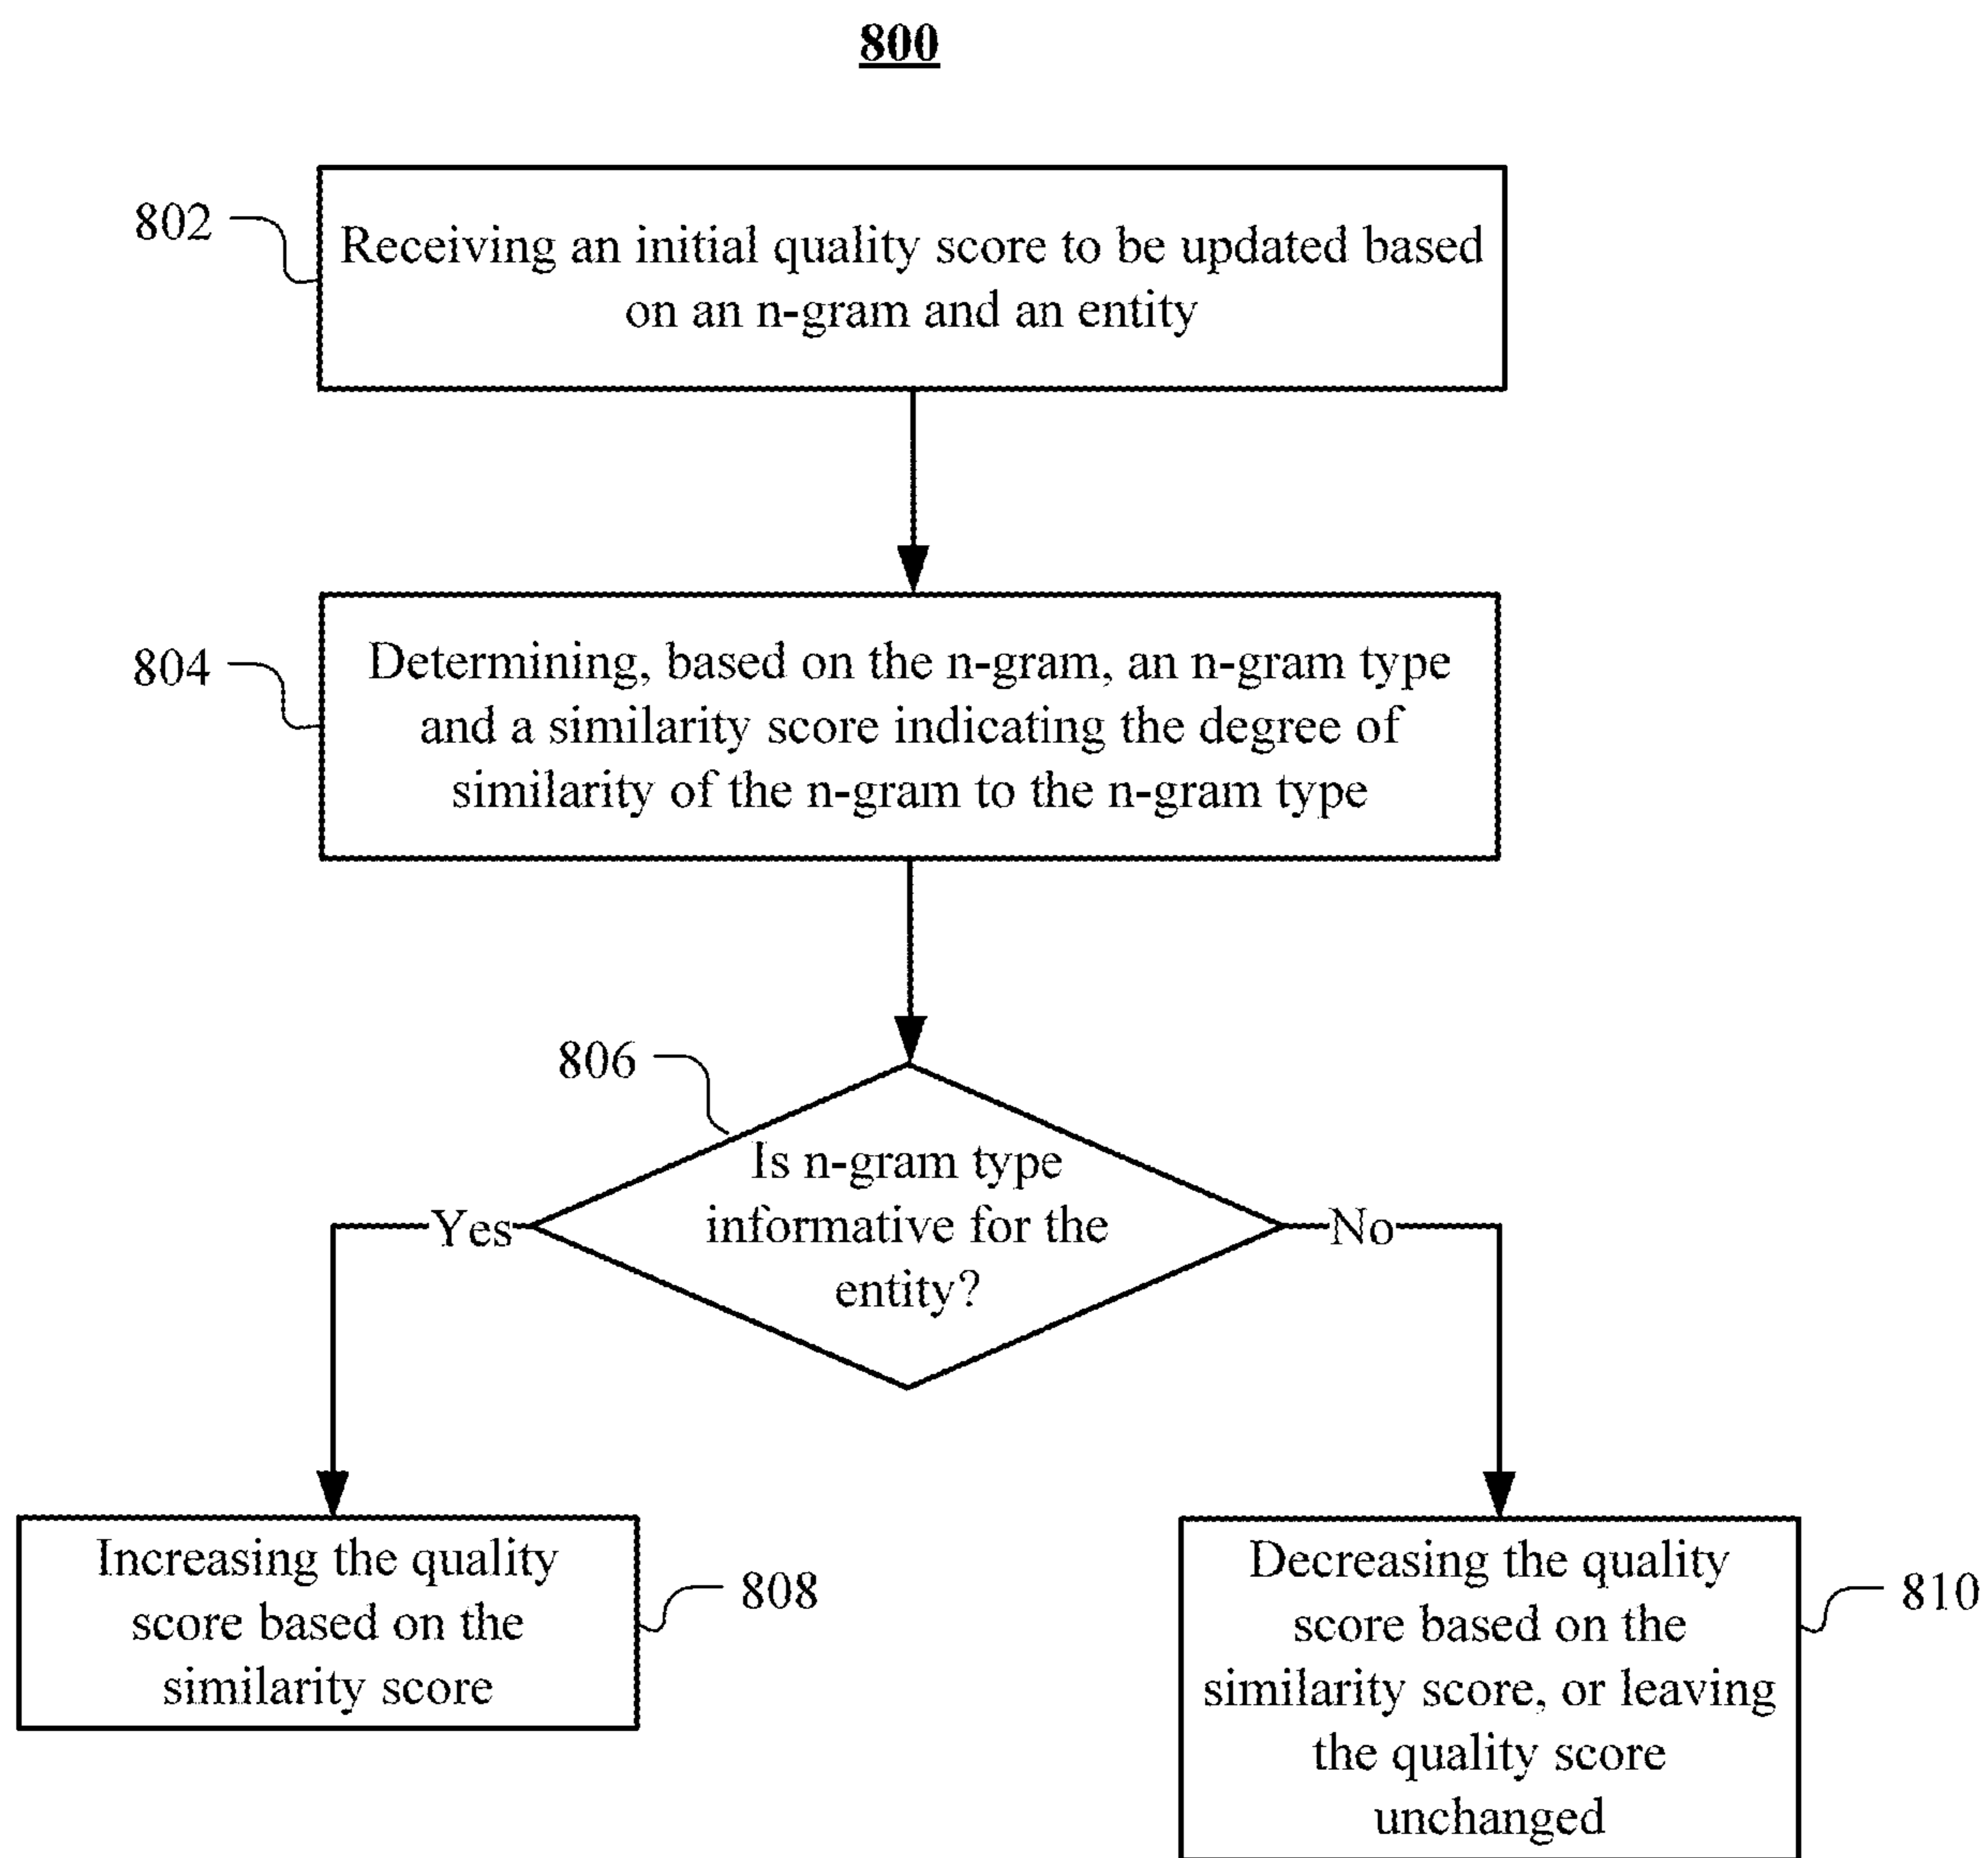 800
802
Receiving an initial quality score to be updated based
on an n-gram and an entity
804
Determining, based on the n-gram, an n-gram type
and a similarity score indicating the degree of
similarity of the n-gram to the n-gram type
806
Is n-gram type
informative for the
entity?
Yes
No
Increasing the quality
score based on the
similarity score
808
Decreasing the quality
score based on the
similarity score, or leaving
the quality score
unchanged
810